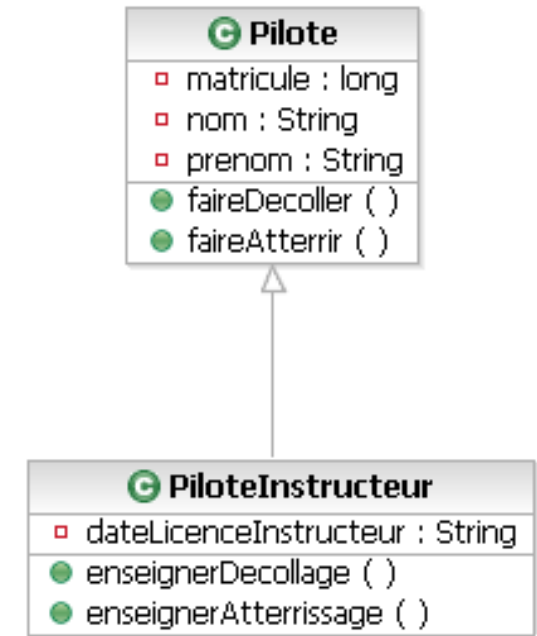 C Pilote
matricule : long
nom : String
prenom : String
faireDecoller ( )
faireAtterrir ( )
C PiloteInstructeur
dateLicenceInstructeur : String
enseignerDecollage ( )
enseignerAtterrissage ( )